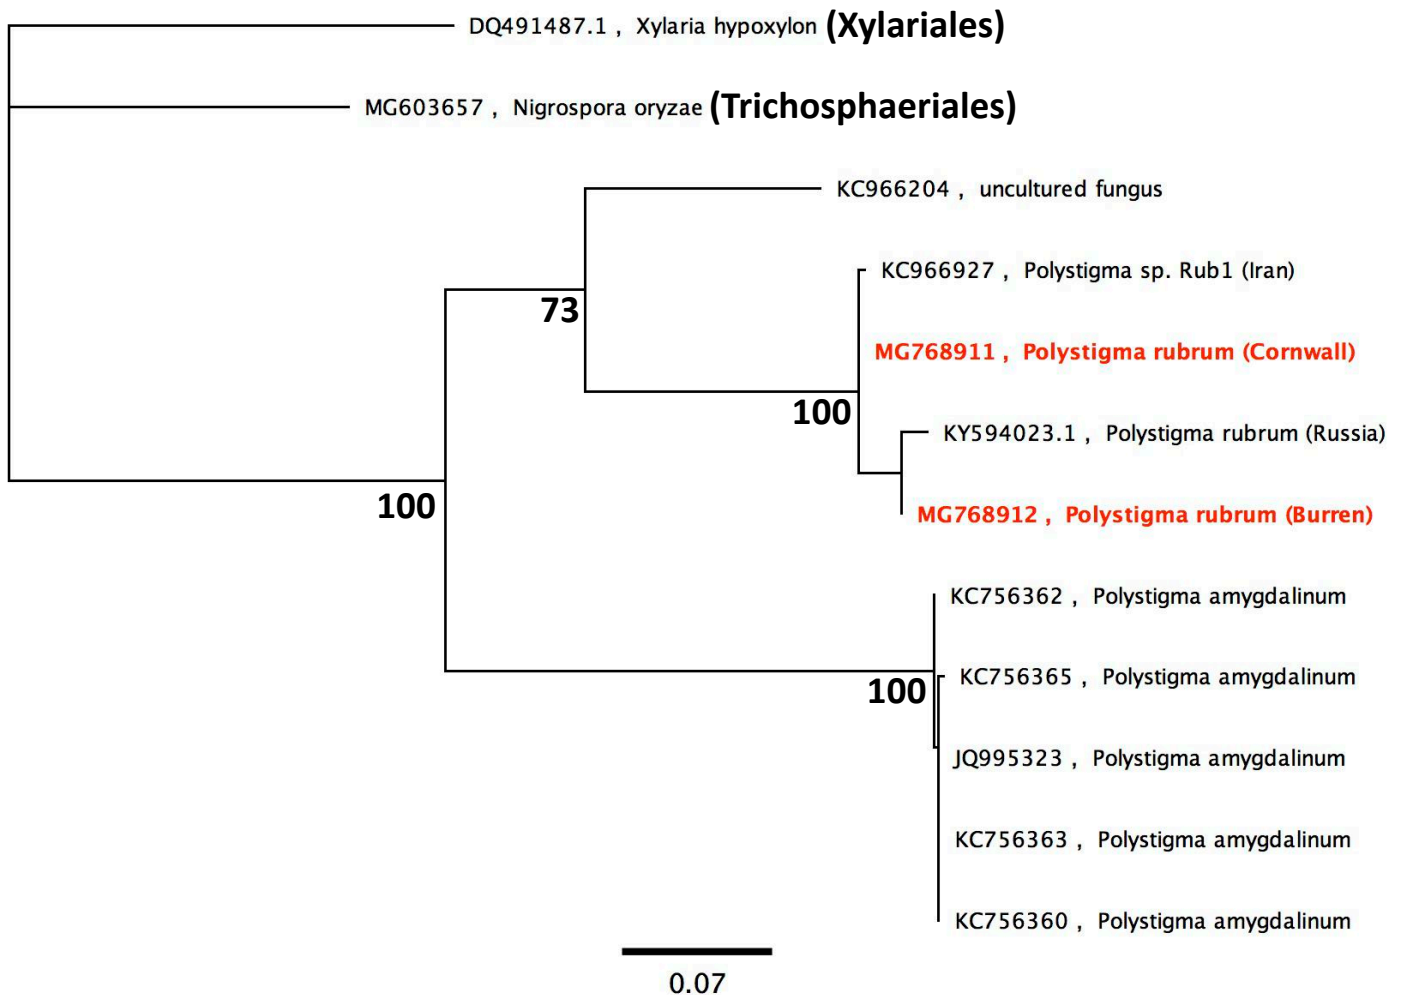 DQ491487.1 , Xylaria hypoxylon (Xylariales)
MG603657 , Nigrospora oryzae (Trichosphaeriales)
KC966204 , uncultured fungus
73
KC966927 , Polystigma sp. Rub1 (Iran)
MG768911 , Polystigma rubrum (Cornwall)
100
KY594023.1 , Polystigma rubrum (Russia)
100
MG768912 , Polystigma rubrum (Burren)
KC756362 , Polystigma amygdalinum
100
KC756365 , Polystigma amygdalinum
JQ995323 , Polystigma amygdalinum
KC756363 , Polystigma amygdalinum
KC756360 , Polystigma amygdalinum
0.07